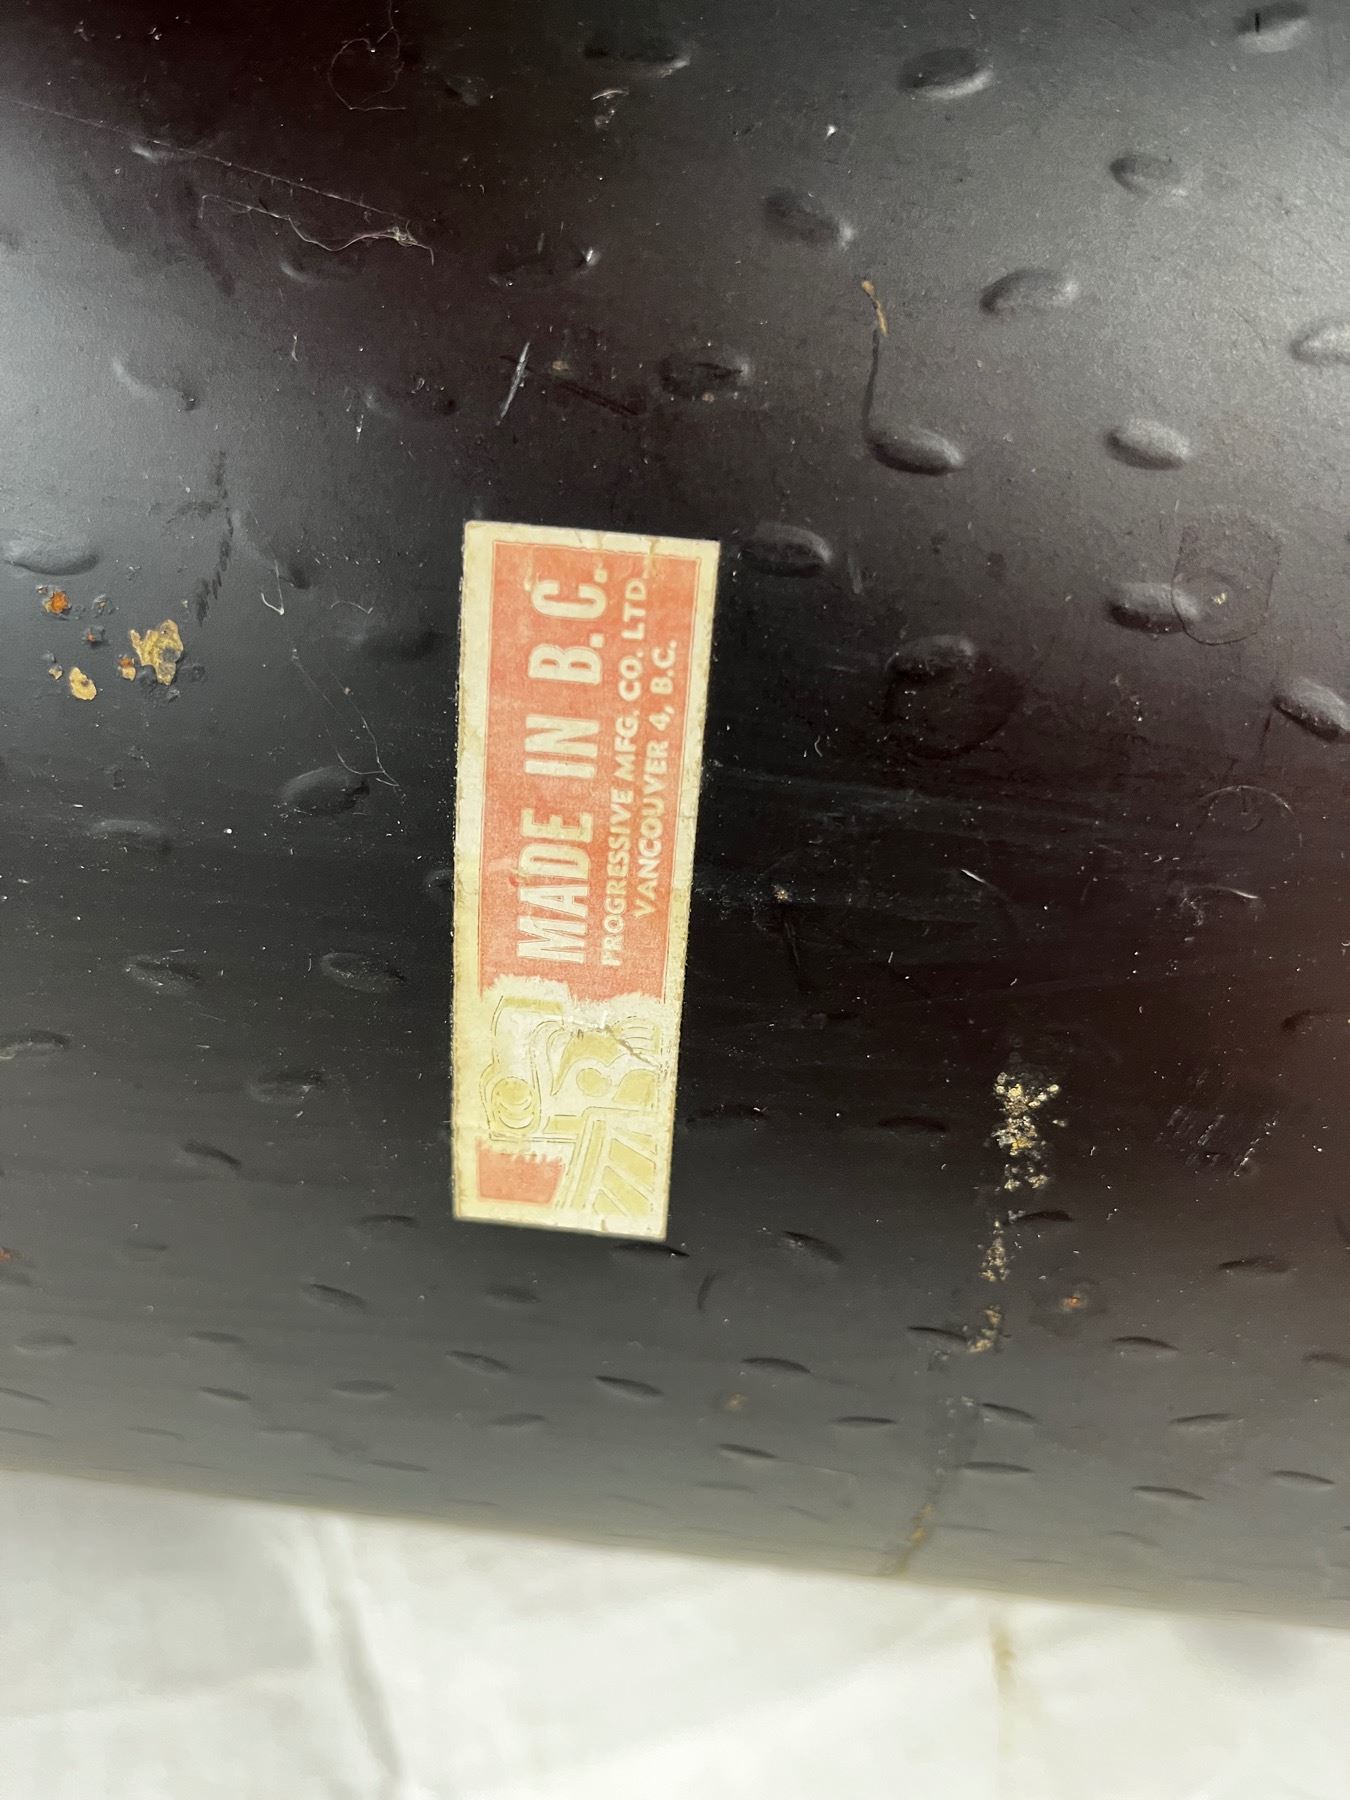 MADE IN B.C.
PROGRESSIVE MFG. CO. LTD.
VANCOUVER 4, B.C.